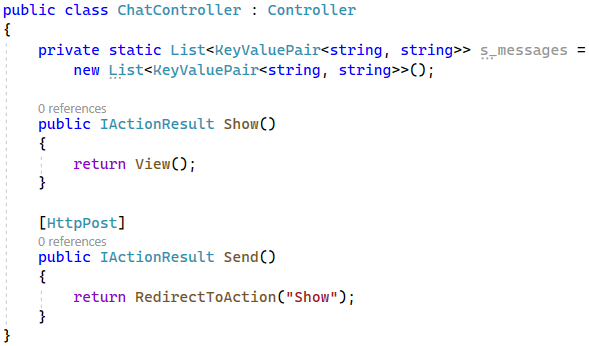 public class ChatController : Controller
{
    private static List<KeyValuePair<string, string>> s_messages =
        new List<KeyValuePair<string, string>>();

    0 references
    public IActionResult Show()
    {
        return View();
    }

    [HttpPost]
    0 references
    public IActionResult Send()
    {
        return RedirectToAction("Show");
    }
}